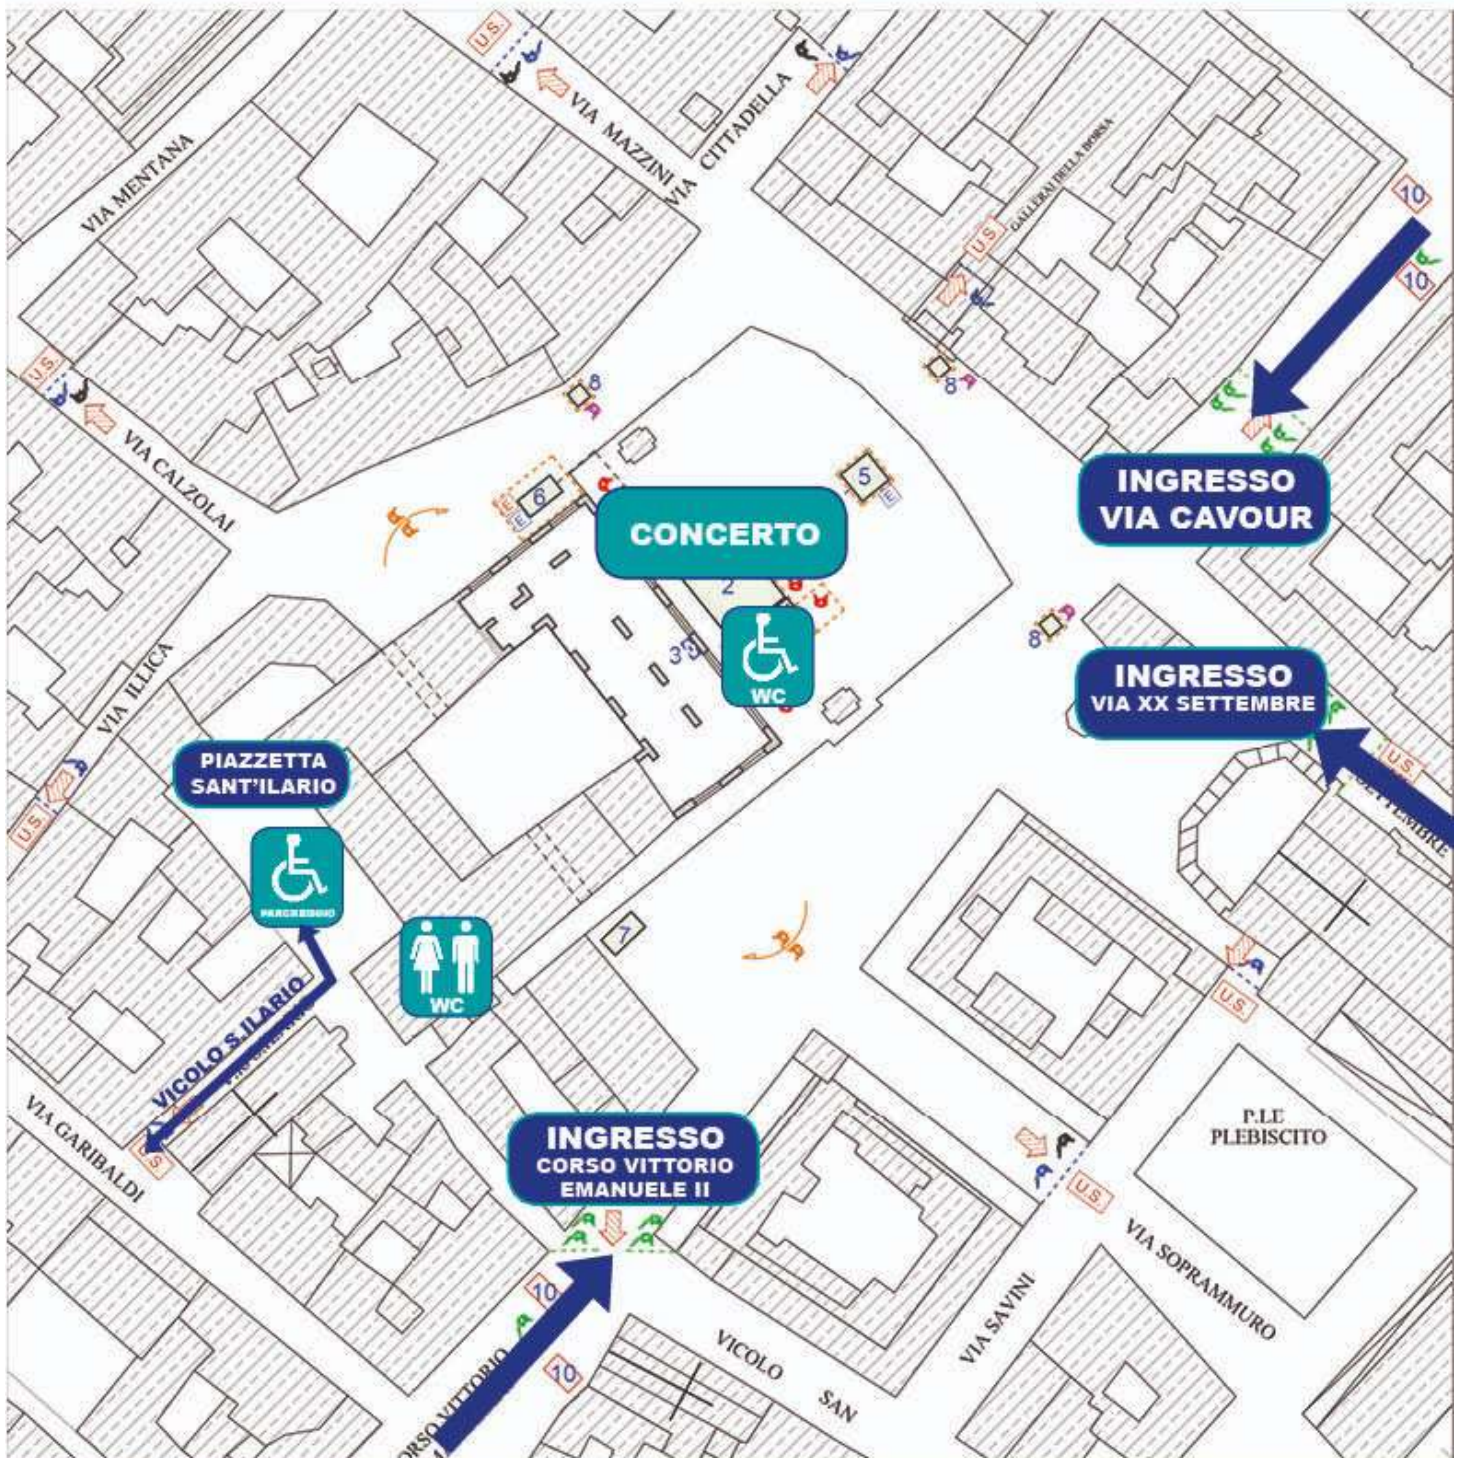 U.S.
VIA MAZZINI
VIA CITTADELLA
VIA MENTANA
GALLERAI DELLA BORSA
U.S.
10
10
U.S.
8
8
VIA CALZOLAI
6
E
E
5
E
CONCERTO
INGRESSO
VIA CAVOUR
2
3
WC
8
INGRESSO
VIA XX SETTEMBRE
U.S.
SETTEMBRE
VIA ILLICA
U.S.
PIAZZETTA
SANT'ILARIO
7
WC
U.S.
VICOLO S.ILARIO
VIA GARIBALDI
U.S.
P.LE
PLEBISCITO
INGRESSO
CORSO VITTORIO
EMANUELE II
U.S.
VIA SOPRAMMURO
VIA SAVINI
10
10
VICOLO
SAN
CORSO VITTORIO